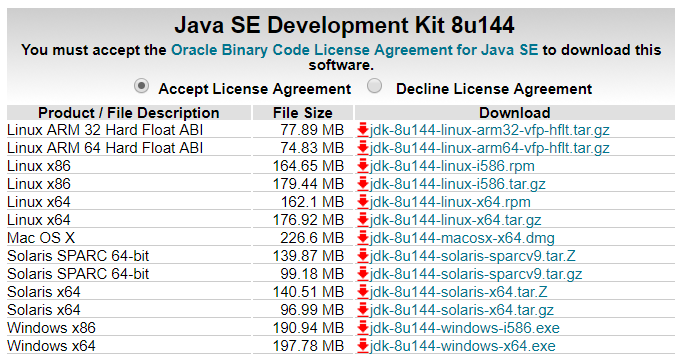 Java SE Development Kit 8u144
You must accept the Oracle Binary Code License Agreement for Java SE to download this
software.
Accept License Agreement Decline License Agreement
Product / File Description File Size Download
Linux ARM 32 Hard Float ABI 77.89 MB jdk-8u144-linux-arm32-vfp-hflt.tar.gz
Linux ARM 64 Hard Float ABI 74.83 MB jdk-8u144-linux-arm64-vfp-hflt.tar.gz
Linux x86 164.65 MB jdk-8u144-linux-i586.rpm
Linux x86 179.44 MB jdk-8u144-linux-i586.tar.gz
Linux x64 162.1 MB jdk-8u144-linux-x64.rpm
Linux x64 176.92 MB jdk-8u144-linux-x64.tar.gz
Mac OS X 226.6 MB jdk-8u144-macosx-x64.dmg
Solaris SPARC 64-bit 139.87 MB jdk-8u144-solaris-sparcv9.tar.Z
Solaris SPARC 64-bit 99.18 MB jdk-8u144-solaris-sparcv9.tar.gz
Solaris x64 140.51 MB jdk-8u144-solaris-x64.tar.Z
Solaris x64 96.99 MB jdk-8u144-solaris-x64.tar.gz
Windows x86 190.94 MB jdk-8u144-windows-i586.exe
Windows x64 197.78 MB jdk-8u144-windows-x64.exe